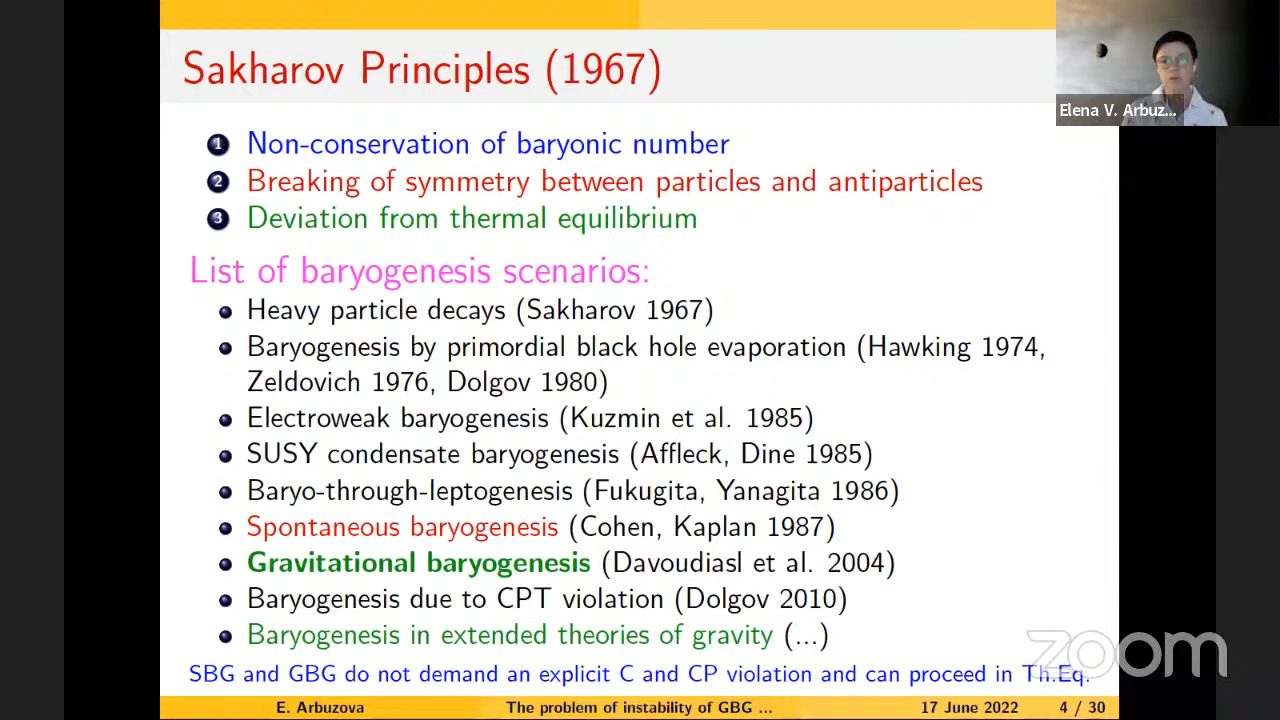 Sakharov Principles (1967)
Elena V. Arbuz...
1 Non-conservation of baryonic number
2 Breaking of symmetry between particles and antiparticles
3 Deviation from thermal equilibrium
List of baryogenesis scenarios:
Heavy particle decays (Sakharov 1967)
Baryogenesis by primordial black hole evaporation (Hawking 1974,
Zeldovich 1976, Dolgov 1980)
Electroweak baryogenesis (Kuzmin et al. 1985)
SUSY condensate baryogenesis (Affleck, Dine 1985)
Baryo-through-leptogenesis (Fukugita, Yanagita 1986)
Spontaneous baryogenesis (Cohen, Kaplan 1987)
Gravitational baryogenesis (Davoudiasl et al. 2004)
Baryogenesis due to CPT violation (Dolgov 2010)
Baryogenesis in extended theories of gravity (...)
zoom
SBG and GBG do not demand an explicit C and CP violation and can proceed in Th.Eq.
E. Arbuzova The problem of instability of GBG ... 17 June 2022 4 / 30